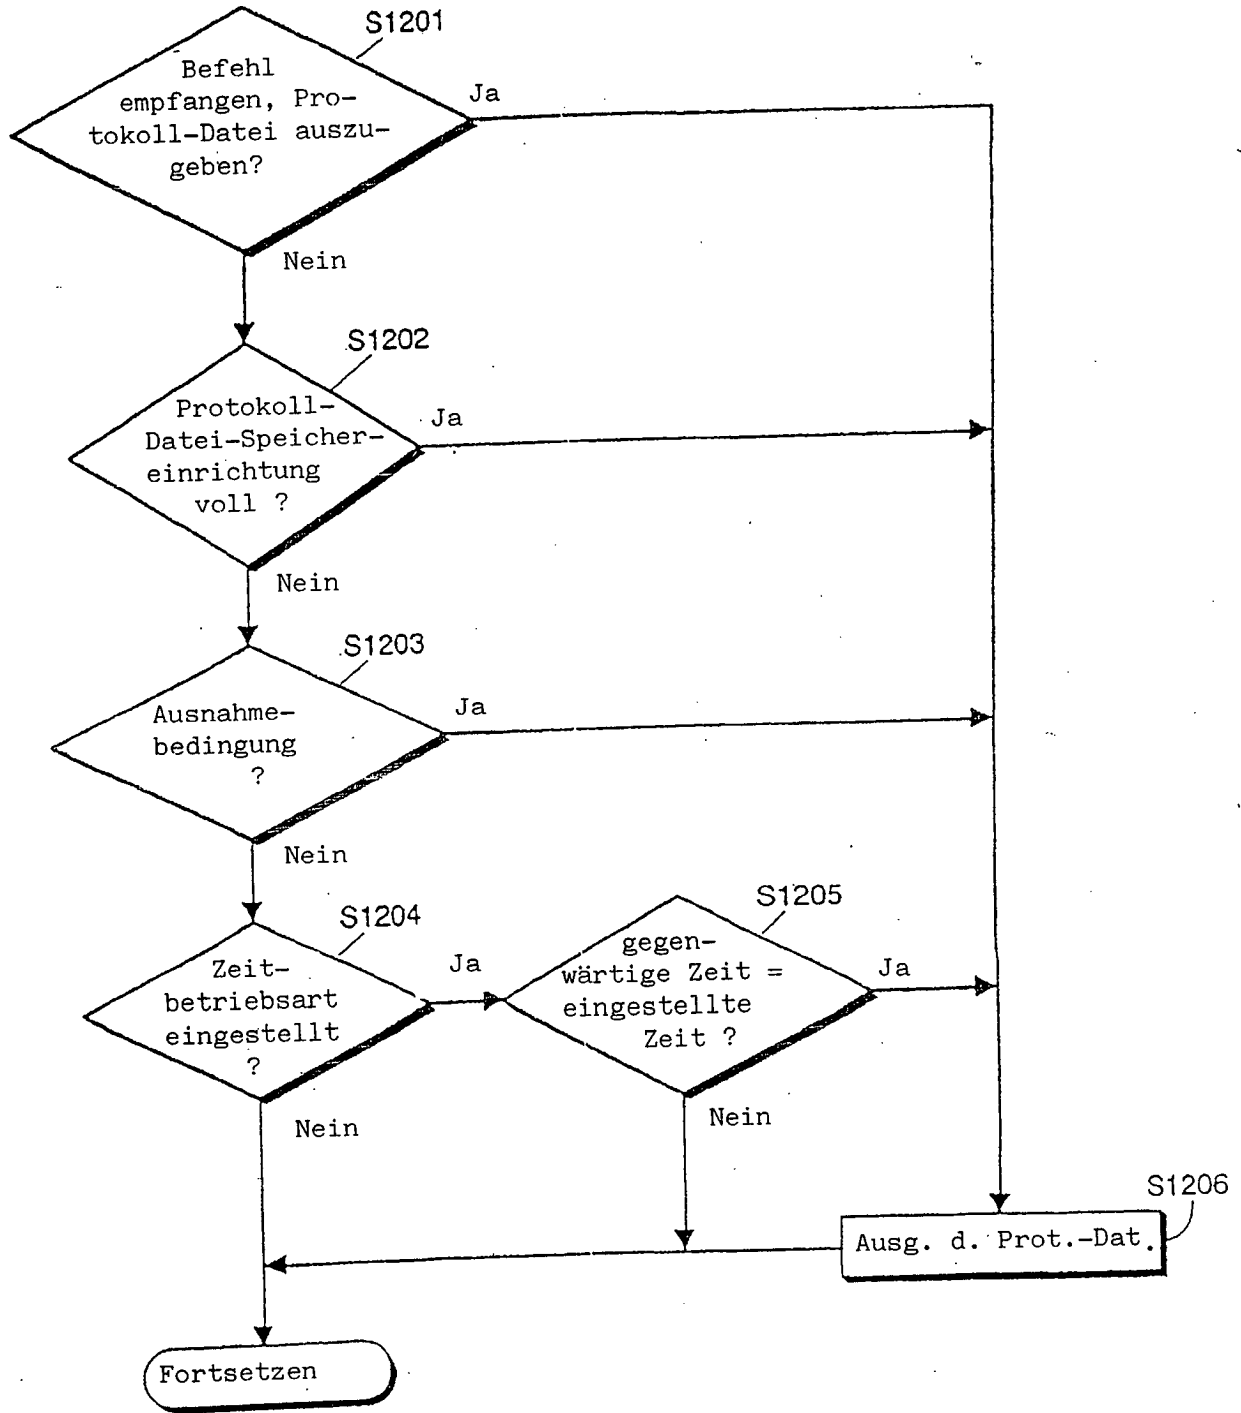 S1201
Befehl
empfangen, Pro-
tokoll-Datei auszu-
geben?
Ja
Nein
S1202
Protokoll-
Datei-Speicher-
einrichtung
voll ?
Ja
Nein
S1203
Ausnahme-
bedingung
?
Ja
Nein
S1204
Zeit-
betriebsart
eingestellt
?
Ja
Nein
S1205
gegen-
wärtige Zeit =
eingestellte
Zeit ?
Ja
Nein
S1206
Ausg. d. Prot.-Dat.
Fortsetzen